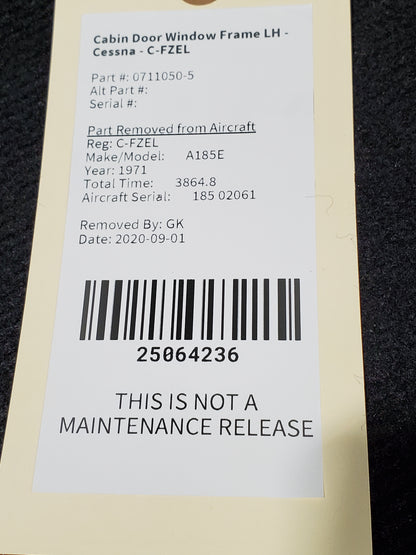 Cabin Door Window Frame LH -
Cessna - C-FZEL
Part #: 0711050-5
Alt Part #:
Serial #:
Part Removed from Aircraft
Reg: C-FZEL
Make/Model: A185E
Year: 1971
Total Time: 3864.8
Aircraft Serial: 185 02061
Removed By: GK
Date: 2020-09-01
25064236
THIS IS NOT A
MAINTENANCE RELEASE